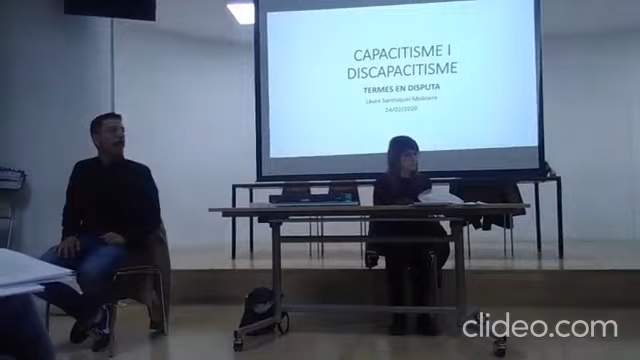 CAPACITISME I
DISCAPACITISME
TERMES EN DISPUTA
Laura Sanmiquel-Molinero
24/02/2020
clideo.com